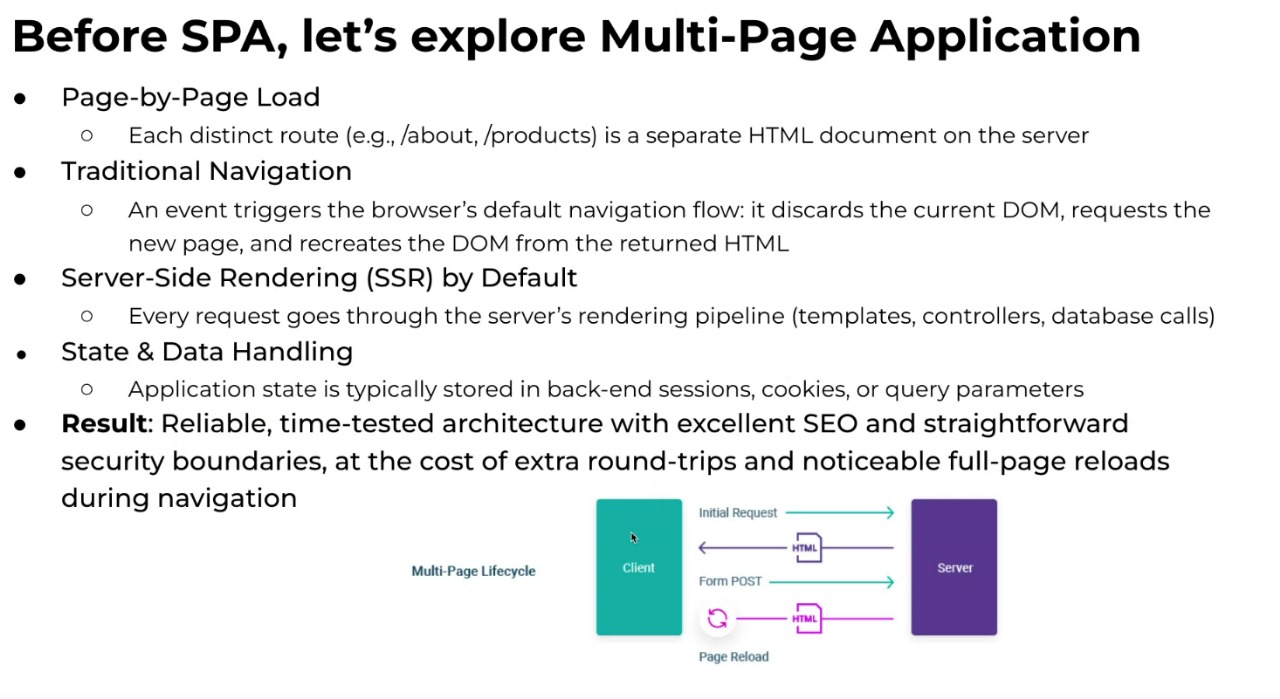 Before SPA, let's explore Multi-Page Application
● Page-by-Page Load
○ Each distinct route (e.g., /about, /products) is a separate HTML document on the server
● Traditional Navigation
○ An event triggers the browser's default navigation flow: it discards the current DOM, requests the
new page, and recreates the DOM from the returned HTML
● Server-Side Rendering (SSR) by Default
○ Every request goes through the server's rendering pipeline (templates, controllers, database calls)
● State & Data Handling
○ Application state is typically stored in back-end sessions, cookies, or query parameters
● Result: Reliable, time-tested architecture with excellent SEO and straightforward
security boundaries, at the cost of extra round-trips and noticeable full-page reloads
during navigation
Multi-Page Lifecycle
Client
Initial Request
HTML
Form POST
HTML
Page Reload
Server